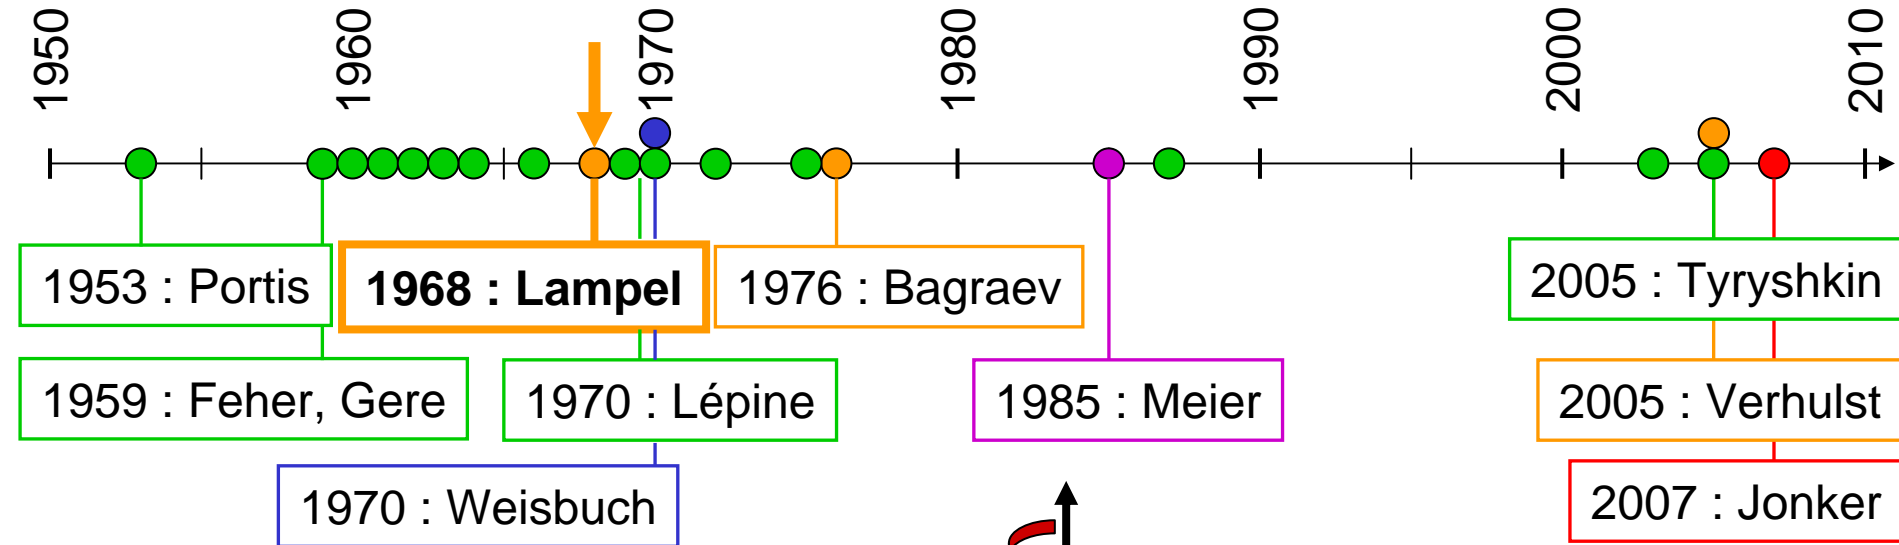 1950
1960
1970
1980
1990
2000
2010
1953 : Portis
1968 : Lampel
1976 : Bagraev
2005 : Tyryshkin
1959 : Feher, Gere
1970 : Lépine
1985 : Meier
2005 : Verhulst
1970 : Weisbuch
2007 : Jonker